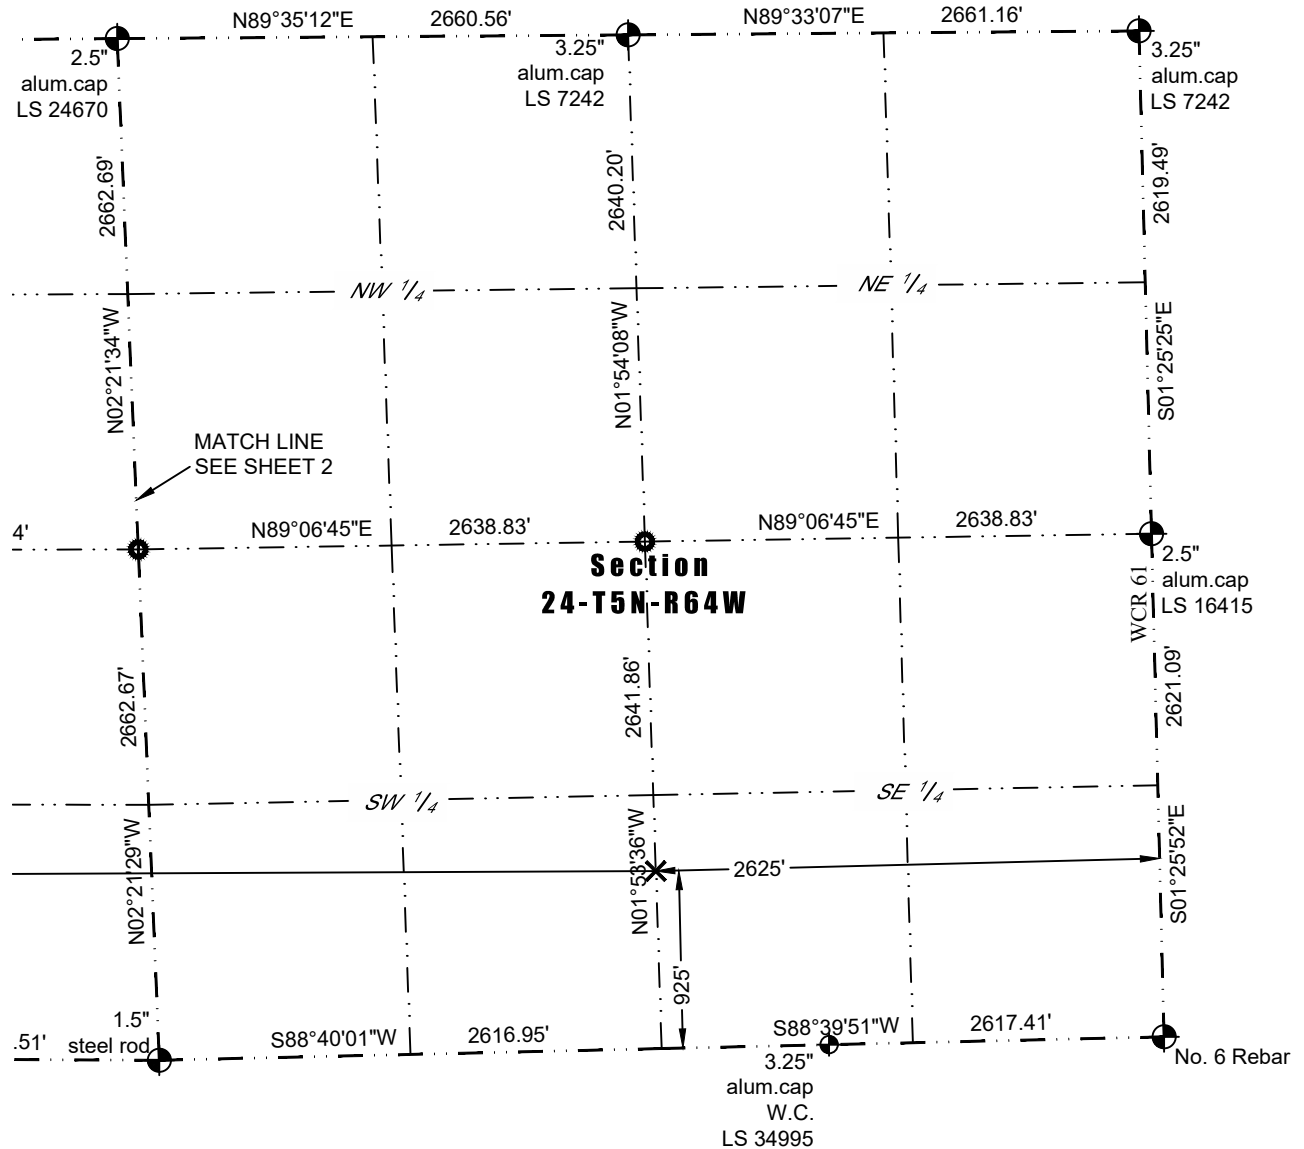 N89°35'12"E 2660.56' N89°33'07"E 2661.16'
2.5"
alum.cap
LS 24670
3.25"
alum.cap
LS 7242
3.25"
alum.cap
LS 7242
2662.69'
2640.20'
2619.49'
NW 1/4
NE 1/4
N02°21'34"W
N01°54'08"W
S01°25'25"E
MATCH LINE
SEE SHEET 2
4'
N89°06'45"E 2638.83' N89°06'45"E 2638.83'
Section
24-T5N-R64W
2.5"
alum.cap
LS 16415
WCR 61
2662.67'
2641.86'
2621.09'
SW 1/4
SE 1/4
N02°21'29"W
N01°53'36"W
S01°25'52"E
2625'
925'
1.5"
steel rod
.51'
S88°40'01"W 2616.95'
S88°39'51"W 2617.41'
3.25"
alum.cap
W.C.
LS 34995
No. 6 Rebar